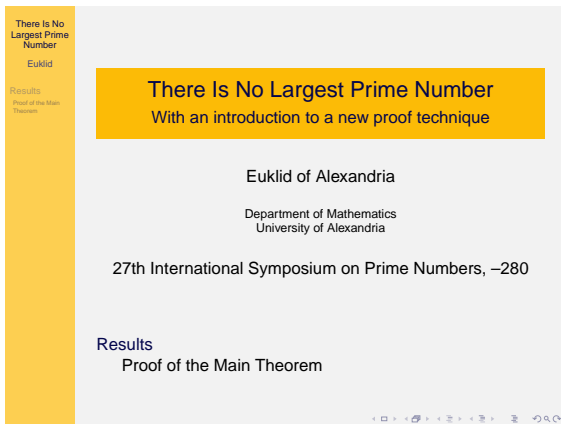 There Is No
Largest Prime
Number
Euklid
Results
Proof of the Main
Theorem
There Is No Largest Prime Number
With an introduction to a new proof technique
Euklid of Alexandria
Department of Mathematics
University of Alexandria
27th International Symposium on Prime Numbers, –280
Results
Proof of the Main Theorem